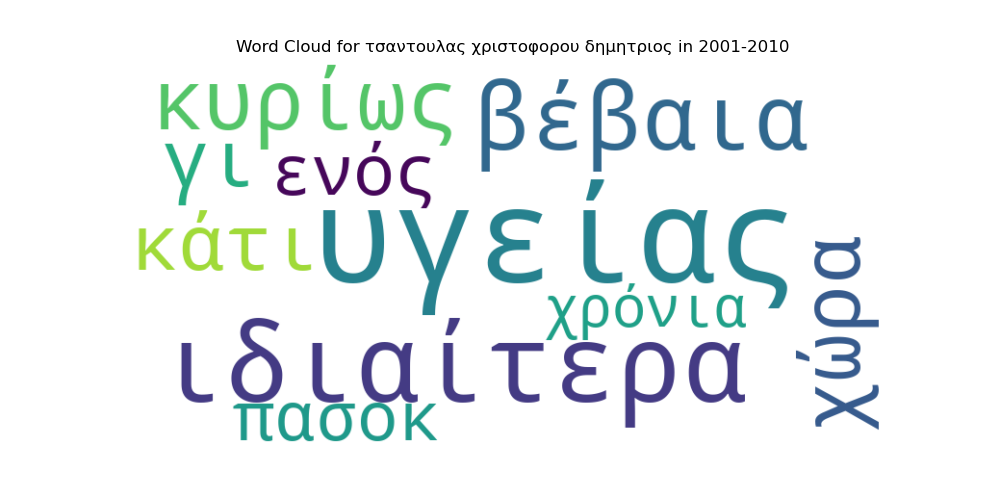 Word Cloud for τσαντουλας χριστοφορου δημητριος in 2001-2010
κυρίως
βέβαια
γι
ενός
κάτι
υγείας
χώρα
χρόνια
ιδιαίτερα
πασοκ